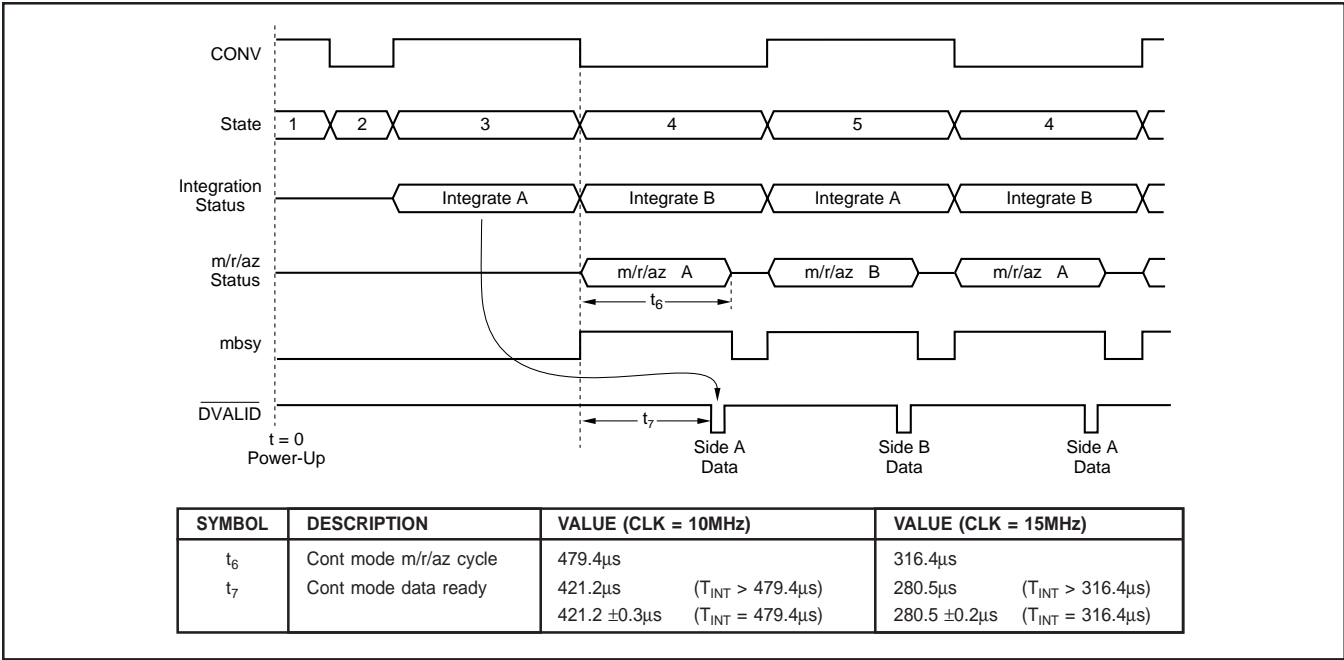 CONV
State
1 2 3 4 5 4
Integration
Status
Integrate A Integrate B Integrate A Integrate B
m/r/az
Status
m/r/az A m/r/az B m/r/az A
t6
mbsy
DVALID
t7
t = 0
Power-Up
Side A
Data
Side B
Data
Side A
Data
SYMBOL DESCRIPTION VALUE (CLK = 10MHz) VALUE (CLK = 15MHz)
t6 Cont mode m/r/az cycle 479.4µs 316.4µs
t7 Cont mode data ready 421.2µs (TINT > 479.4µs) 280.5µs (TINT > 316.4µs)
421.2 ±0.3µs (TINT = 479.4µs) 280.5 ±0.2µs (TINT = 316.4µs)